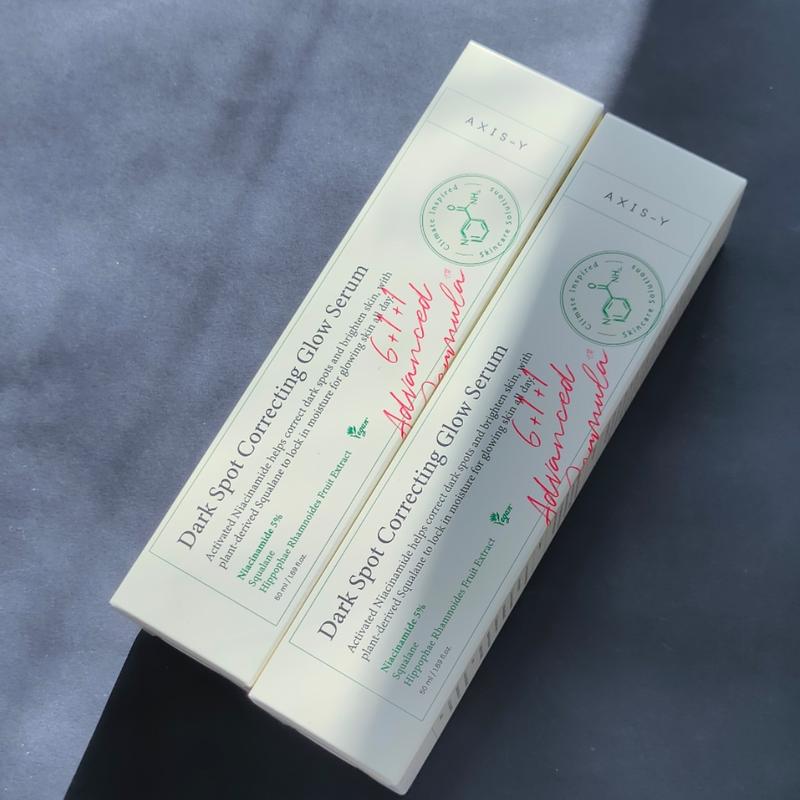 AXIS-Y
Climate Inspired
Skincare Solutions
N
O
NH₂
6+1+1
Advanced
Formula
Dark Spot Correcting Glow Serum
Activated Niacinamide helps correct dark spots and brighten skin, with
plant-derived Squalane to lock in moisture for glowing skin all day.
Vegan
Niacinamide 5%
Squalane
Hippophae Rhamnoides Fruit Extract
50 ml / 1.69 fl.oz.
AXIS-Y
Climate Inspired
Skincare Solutions
N
O
NH₂
6+1+1
Advanced
Formula
Dark Spot Correcting Glow Serum
Activated Niacinamide helps correct dark spots and brighten skin, with
plant-derived Squalane to lock in moisture for glowing skin all day.
Vegan
Niacinamide 5%
Squalane
Hippophae Rhamnoides Fruit Extract
50 ml / 1.69 fl.oz.